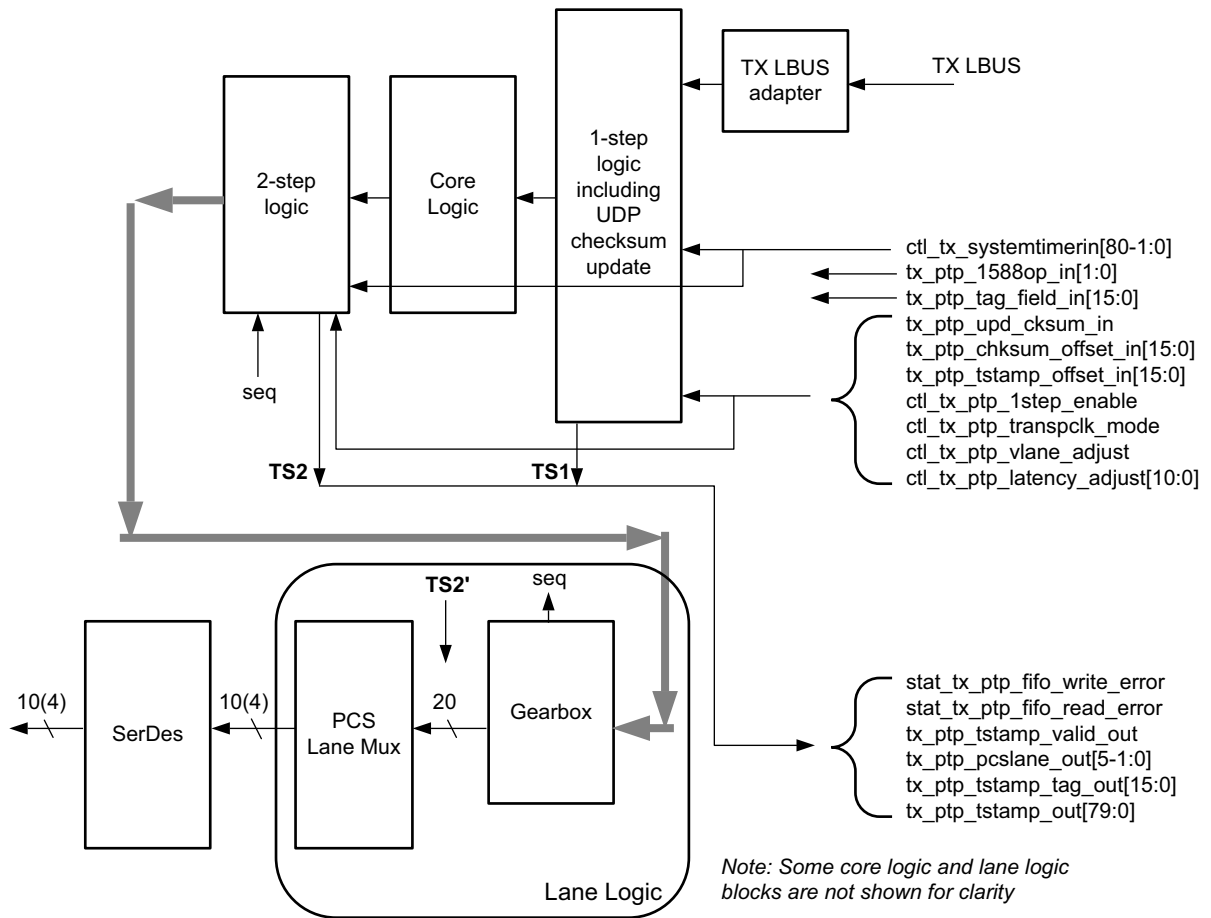 TX LBUS
adapter
TX LBUS
2-step
logic
Core
Logic
1-step
logic
including
UDP
checksum
update
ctl_tx_systemtimerin[80-1:0]
tx_ptp_1588op_in[1:0]
tx_ptp_tag_field_in[15:0]
tx_ptp_upd_cksum_in
tx_ptp_chksum_offset_in[15:0]
tx_ptp_tstamp_offset_in[15:0]
ctl_tx_ptp_1step_enable
ctl_tx_ptp_transpclk_mode
ctl_tx_ptp_vlane_adjust
ctl_tx_ptp_latency_adjust[10:0]
seq
TS2
TS1
TS2'
seq
10(4)
SerDes
10(4)
PCS
Lane Mux
20
Gearbox
Lane Logic
stat_tx_ptp_fifo_write_error
stat_tx_ptp_fifo_read_error
tx_ptp_tstamp_valid_out
tx_ptp_pcslane_out[5-1:0]
tx_ptp_tstamp_tag_out[15:0]
tx_ptp_tstamp_out[79:0]
Note: Some core logic and lane logic
blocks are not shown for clarity